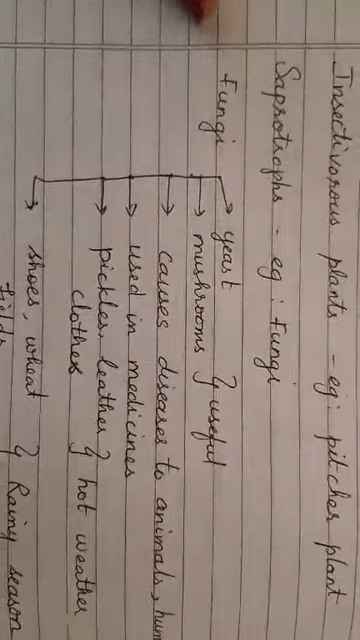 Insectivorous plants - eg: pitcher plant
Saprotrophs - eg: Fungi
Fungi → yeast
→ mushrooms } useful
→ causes diseases to animals, hum
→ used in medicines
→ pickles, leather } hot weather
clothes
→ shoes, wheat } Rainy season
fields